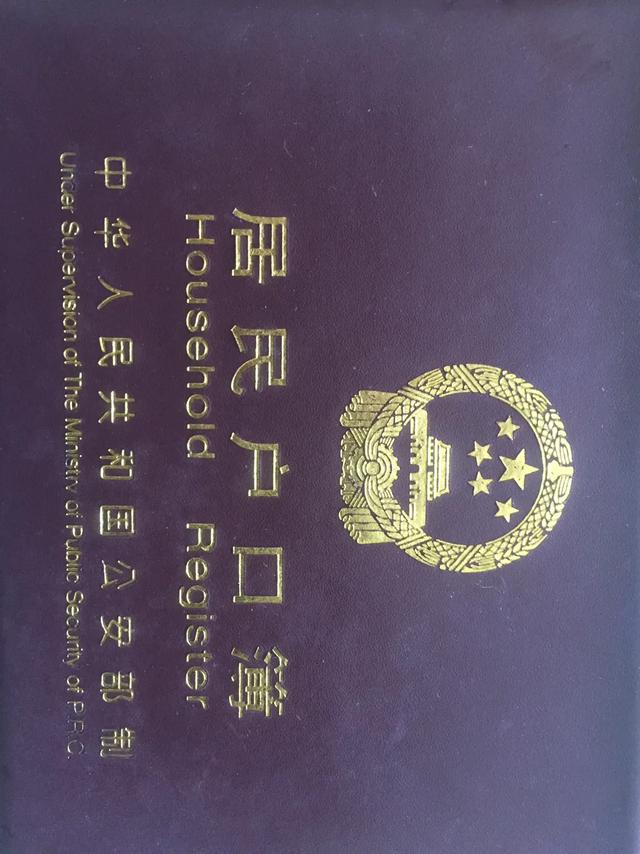 居民户口簿
Household Register
中华人民共和国公安部制
Under Supervision of The Ministry of Public Security of P.R.C.